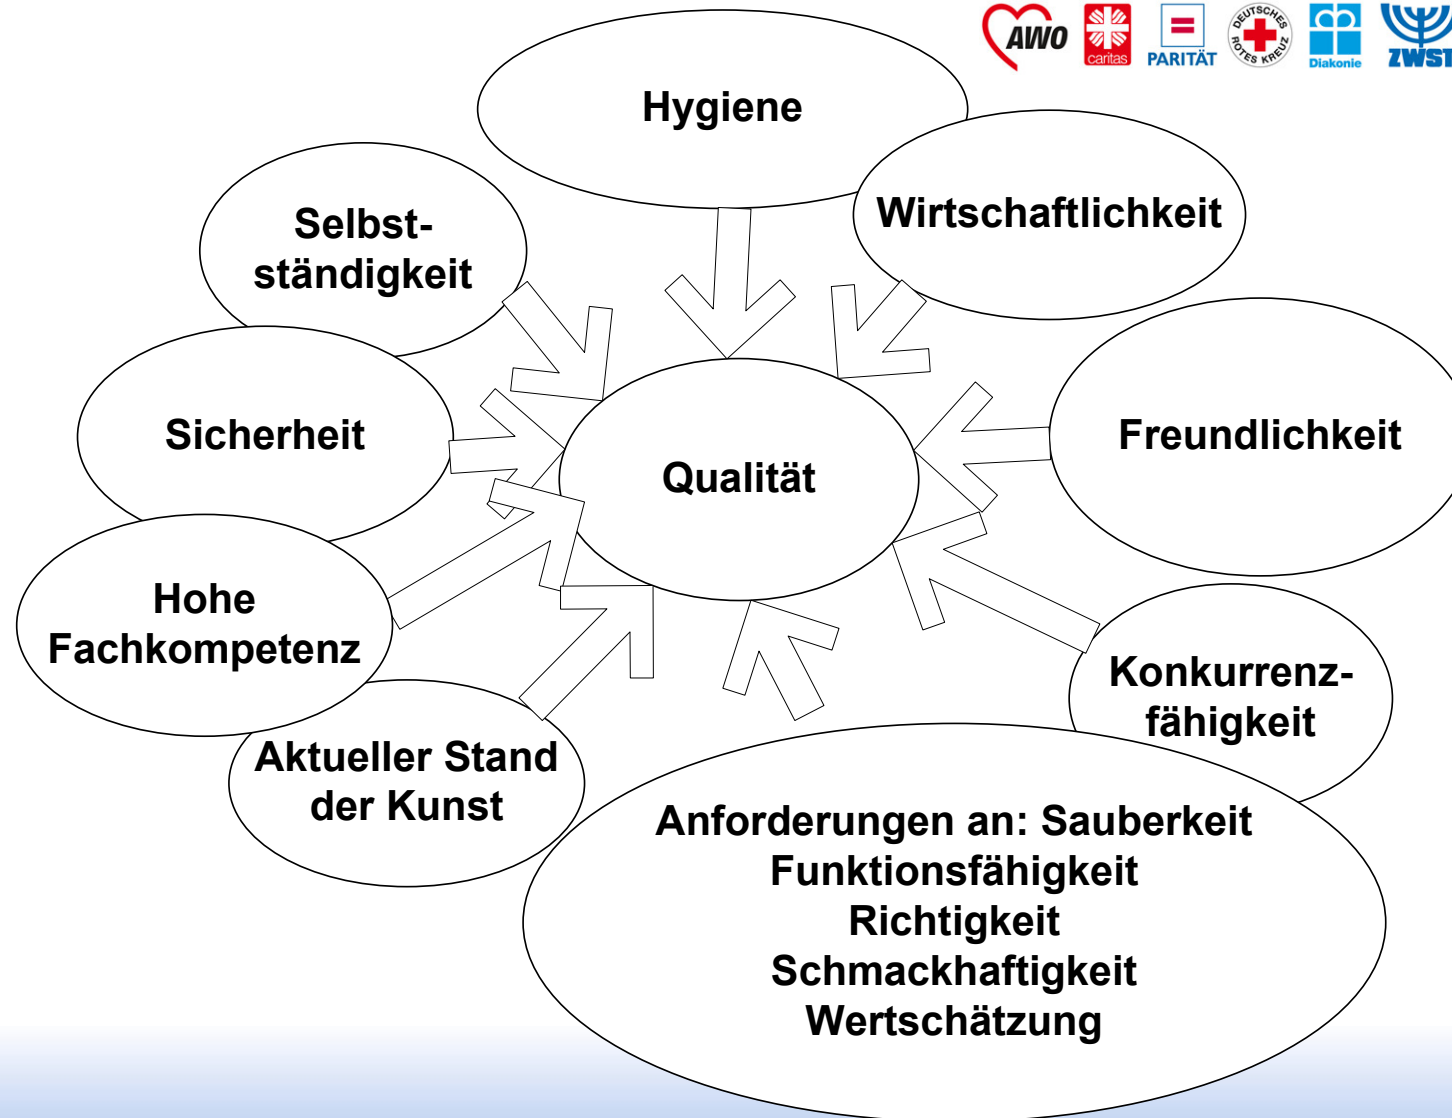 AWO
caritas
PARITÄT
DEUTSCHES
ROTES KREUZ
Diakonie
ZWST
Hygiene
Wirtschaftlichkeit
Selbst-
ständigkeit
Sicherheit
Freundlichkeit
Qualität
Hohe
Fachkompetenz
Konkurrenz-
fähigkeit
Aktueller Stand
der Kunst
Anforderungen an: Sauberkeit
Funktionsfähigkeit
Richtigkeit
Schmackhaftigkeit
Wertschätzung